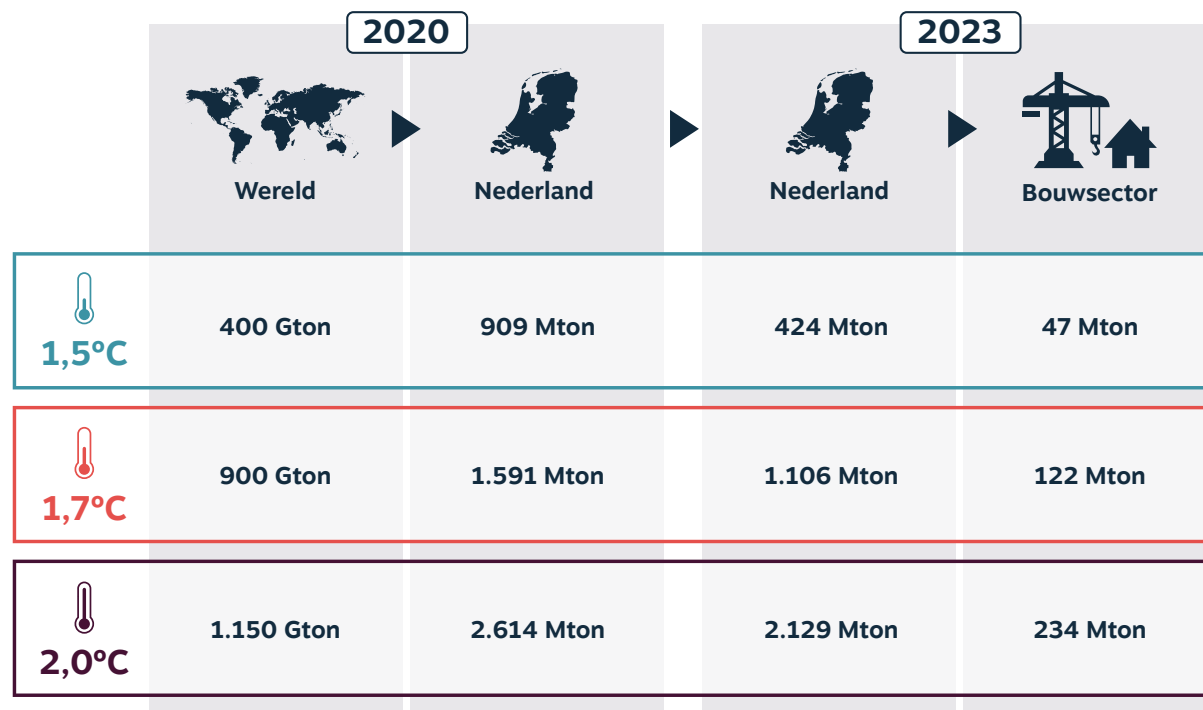 2020
2023
Wereld
Nederland
Nederland
Bouwsector
1,5°C
400 Gton
909 Mton
424 Mton
47 Mton
1,7°C
900 Gton
1.591 Mton
1.106 Mton
122 Mton
2,0°C
1.150 Gton
2.614 Mton
2.129 Mton
234 Mton